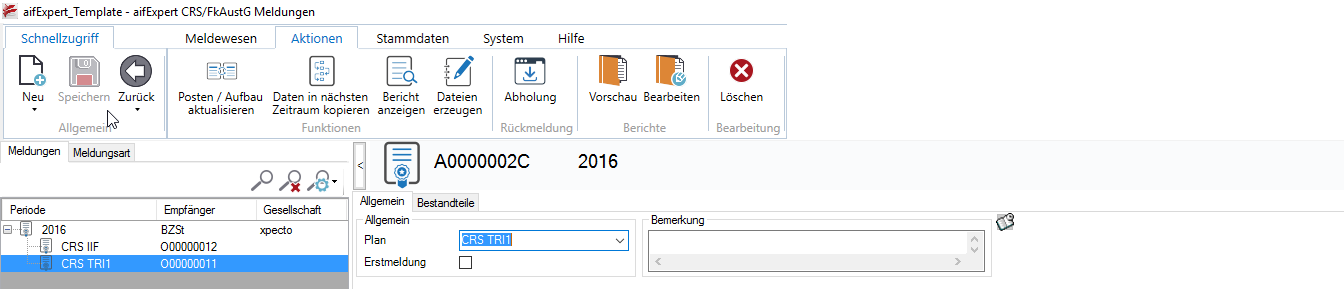 aifExpert_Template - aifExpert CRS/FkAustG Meldungen
Schnellzugriff Meldewesen Aktionen Stammdaten System Hilfe
Neu Speichern Zurück Posten / Aufbau Daten in nächsten Bericht Dateien Abholung Vorschau Bearbeiten Löschen
aktualisieren Zeitraum kopieren anzeigen erzeugen
Allgemein Funktionen Rückmeldung Berichte Bearbeitung
Meldungen Meldungsart
< A0000002C 2016
Allgemein Bestandteile
Periode Empfänger Gesellschaft
2016 BZSt xpecto
CRS IIF O00000012
CRS TRI1 O00000011
Allgemein
Plan CRS TRI1
Erstmeldung
Bemerkung